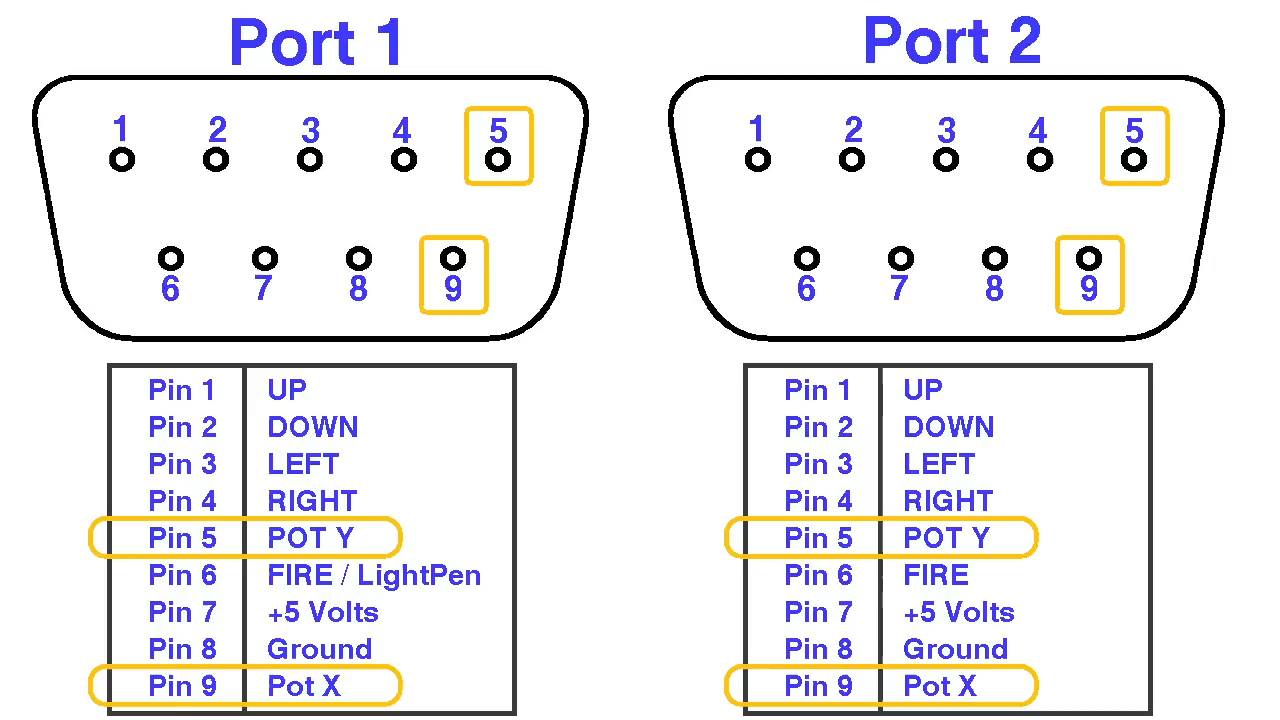 Port 1
1 2 3 4 5
6 7 8 9
Pin 1 UP
Pin 2 DOWN
Pin 3 LEFT
Pin 4 RIGHT
Pin 5 POT Y
Pin 6 FIRE / LightPen
Pin 7 +5 Volts
Pin 8 Ground
Pin 9 Pot X
Port 2
1 2 3 4 5
6 7 8 9
Pin 1 UP
Pin 2 DOWN
Pin 3 LEFT
Pin 4 RIGHT
Pin 5 POT Y
Pin 6 FIRE
Pin 7 +5 Volts
Pin 8 Ground
Pin 9 Pot X